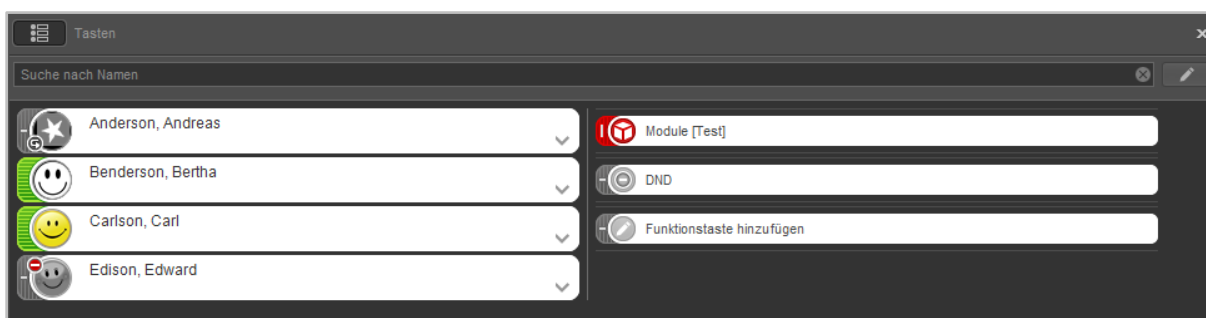 Tasten
Suche nach Namen
Anderson, Andreas
Benderson, Bertha
Carlson, Carl
Edison, Edward
Module [Test]
DND
Funktionstaste hinzufügen